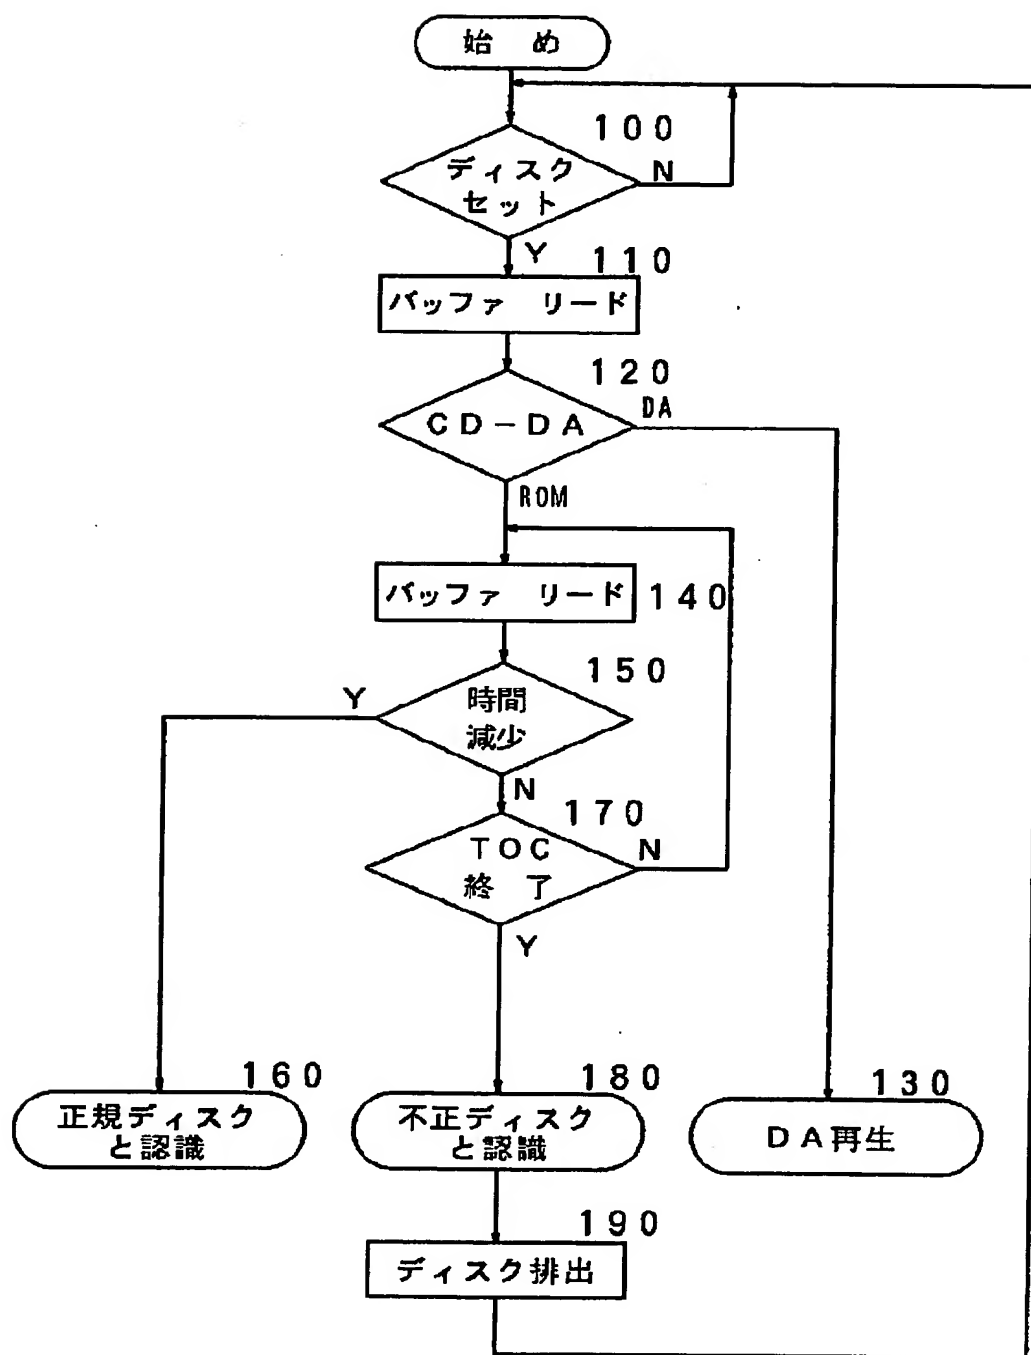 始 め
100
ディスク
セット
N
Y
110
バッファ リード
120
DA
CD-DA
ROM
バッファ リード
140
150
Y
時間
減少
N
170
TOC
終 了
N
Y
160
正規ディスク
と認識
180
不正ディスク
と認識
130
DA再生
190
ディスク排出